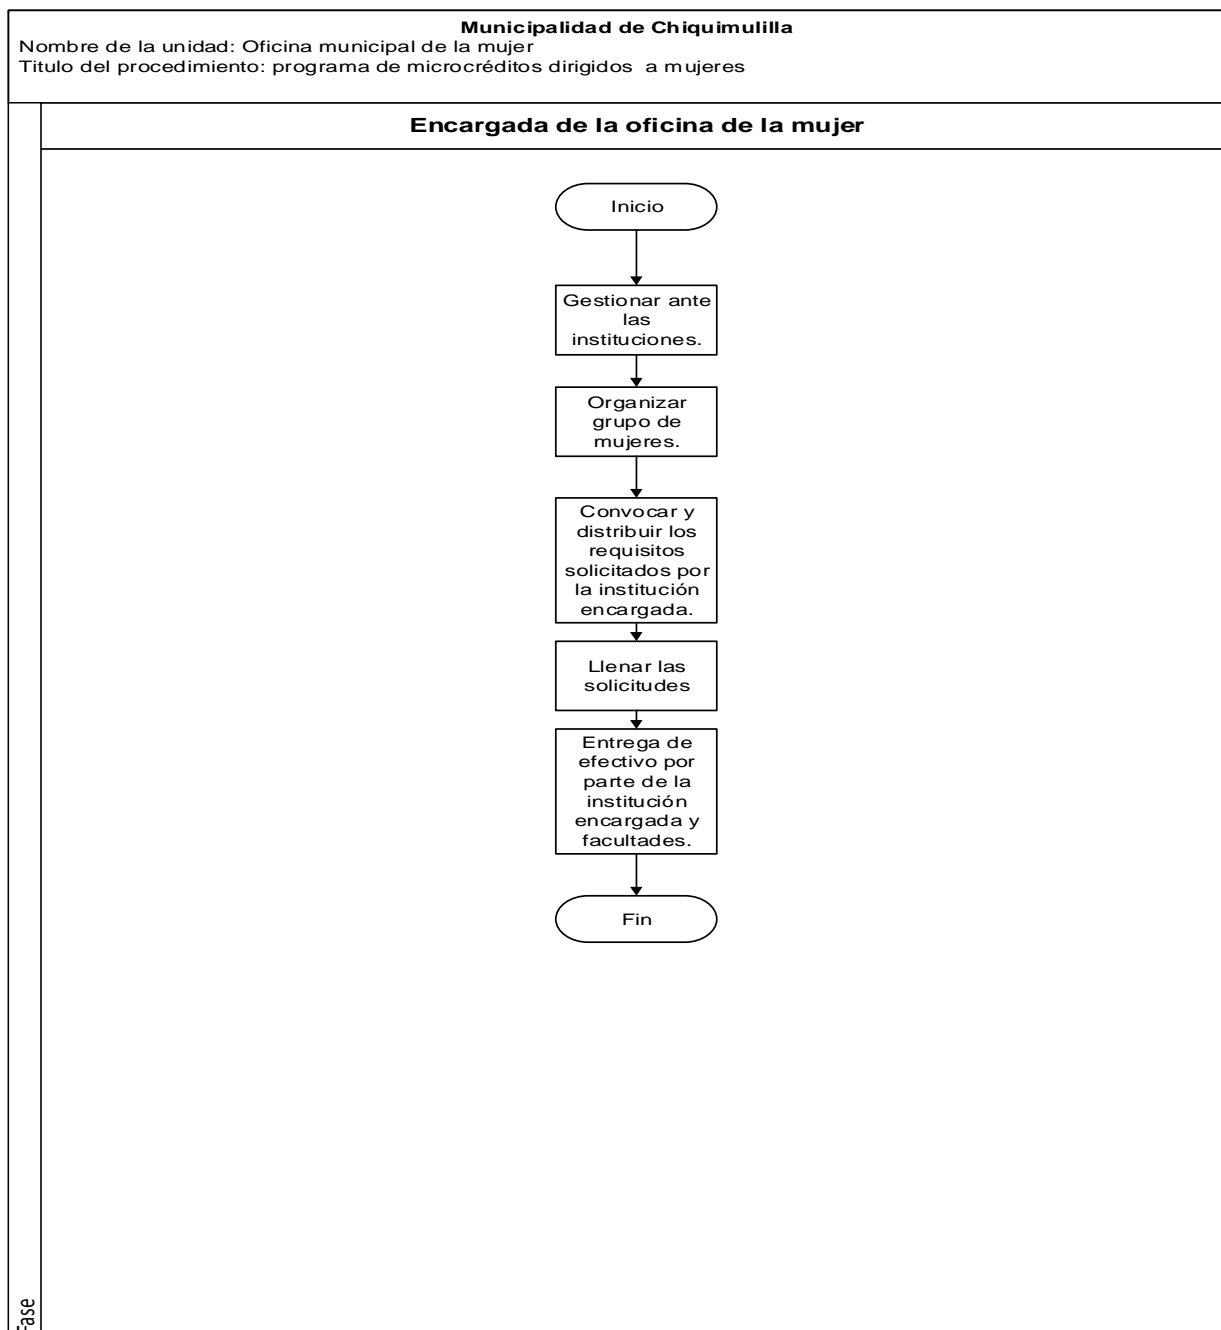 Municipalidad de Chiquimulilla
Nombre de la unidad: Oficina municipal de la mujer
Titulo del procedimiento: programa de microcréditos dirigidos a mujeres
Encargada de la oficina de la mujer
Inicio
Gestionar ante
las
instituciones.
Organizar
grupo de
mujeres.
Convocar y
distribuir los
requisitos
solicitados por
la institución
encargada.
Llenar las
solicitudes
Entrega de
efectivo por
parte de la
institución
encargada y
facultades.
Fin
Fase